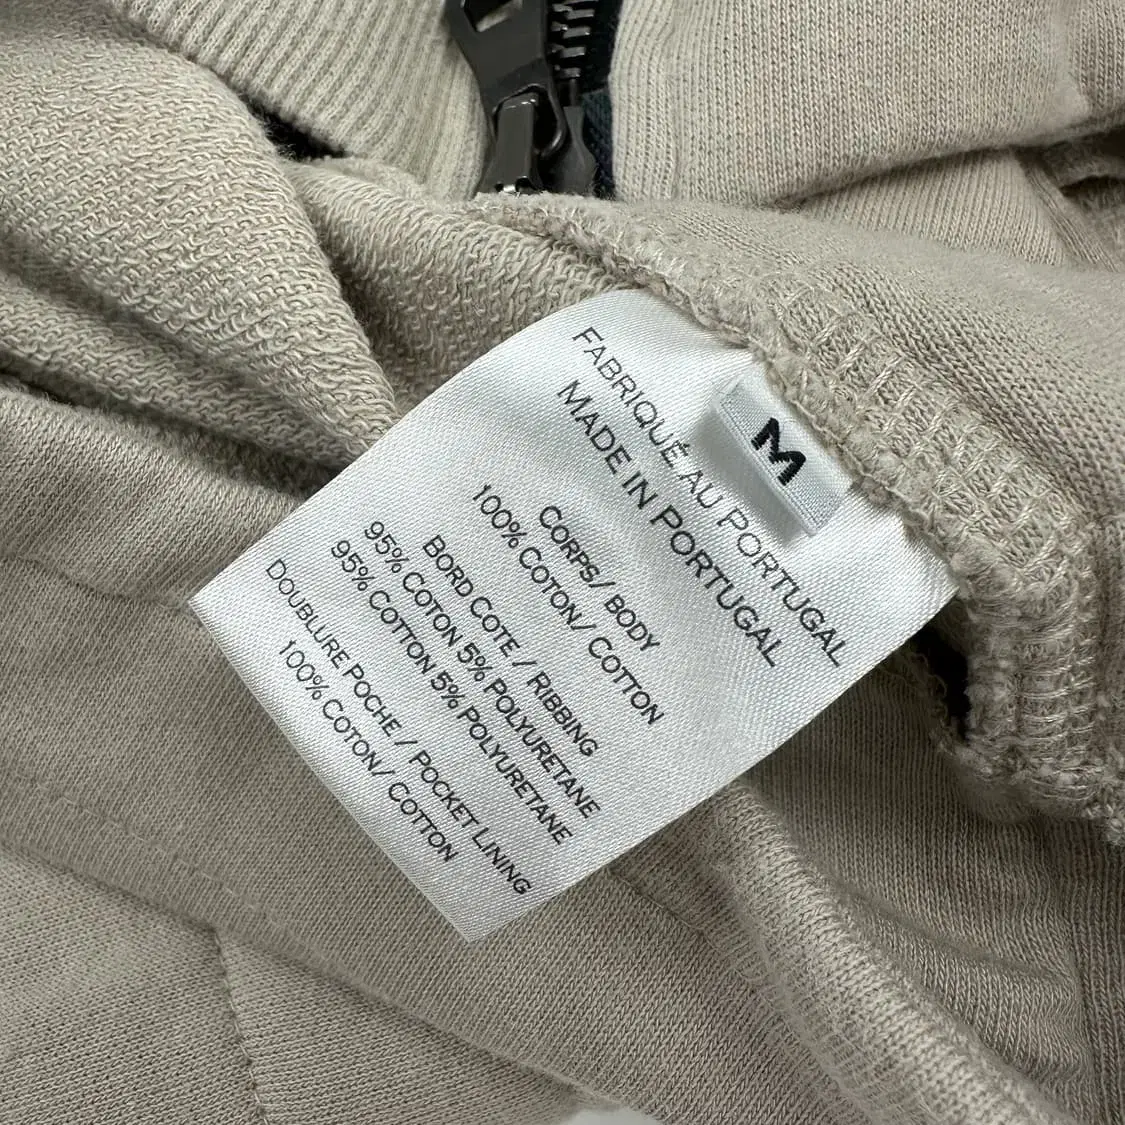 FABRIQUÉ AU PORTUGAL
MADE IN PORTUGAL
M
CORPS/ BODY
100% COTON/ COTTON
BORD COTE / RIBBING
95% COTON 5% POLYURETANE
95% COTTON 5% POLYURETANE
DOUBLURE POCHE / POCKET LINING
100% COTON/ COTTON